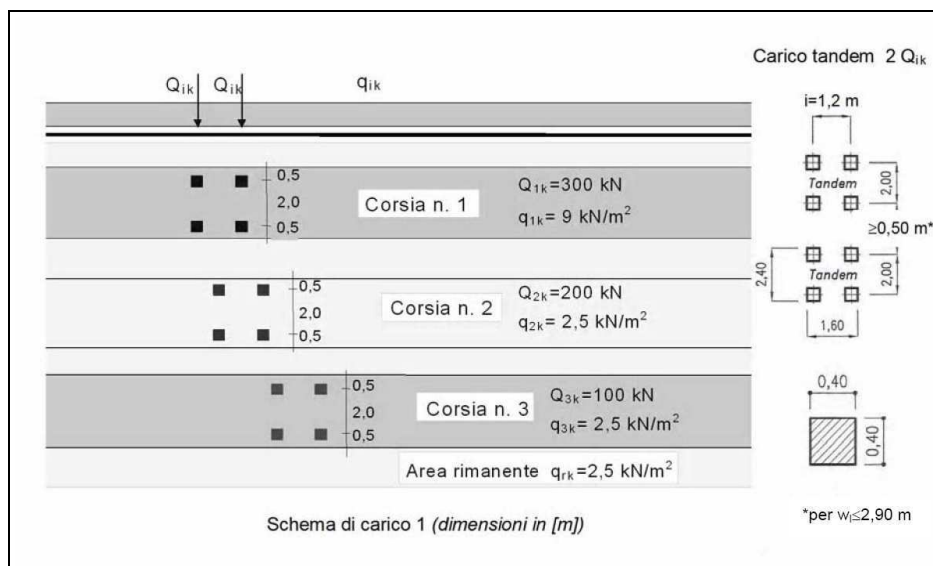 Carico tandem 2 Qik
Qik Qik qik
i=1,2 m
0,5
2,0
0,5
Corsia n. 1
Q1k=300 kN
q1k= 9 kN/m²
Tandem
2,00
≥0,50 m*
0,5
2,0
0,5
Corsia n. 2
Q2k=200 kN
q2k= 2,5 kN/m²
2,40
Tandem
2,00
1,60
0,5
2,0
0,5
Corsia n. 3
Q3k=100 kN
q3k= 2,5 kN/m²
0,40
0,40
Area rimanente qrk=2,5 kN/m²
Schema di carico 1 (dimensioni in [m])
*per wl≤2,90 m